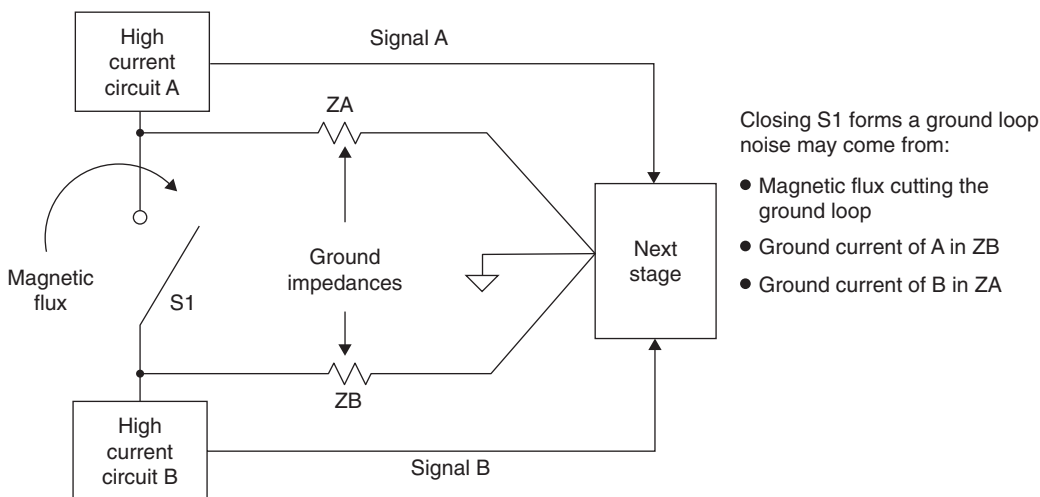 High
current
circuit A
Signal A
ZA
Closing S1 forms a ground loop
noise may come from:
● Magnetic flux cutting the
ground loop
● Ground current of A in ZB
● Ground current of B in ZA
Magnetic
flux
S1
Ground
impedances
Next
stage
ZB
High
current
circuit B
Signal B